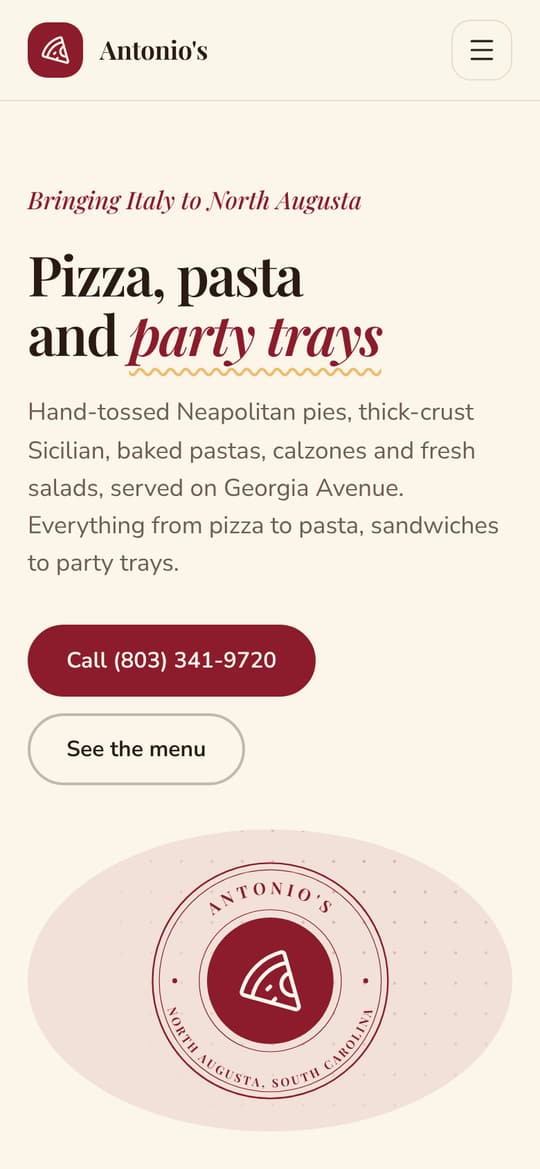 Antonio's
Bringing Italy to North Augusta
Pizza, pasta
and party trays
Hand-tossed Neapolitan pies, thick-crust
Sicilian, baked pastas, calzones and fresh
salads, served on Georgia Avenue.
Everything from pizza to pasta, sandwiches
to party trays.
Call (803) 341-9720
See the menu
ANTONIO'S
NORTH AUGUSTA, SOUTH CAROLINA